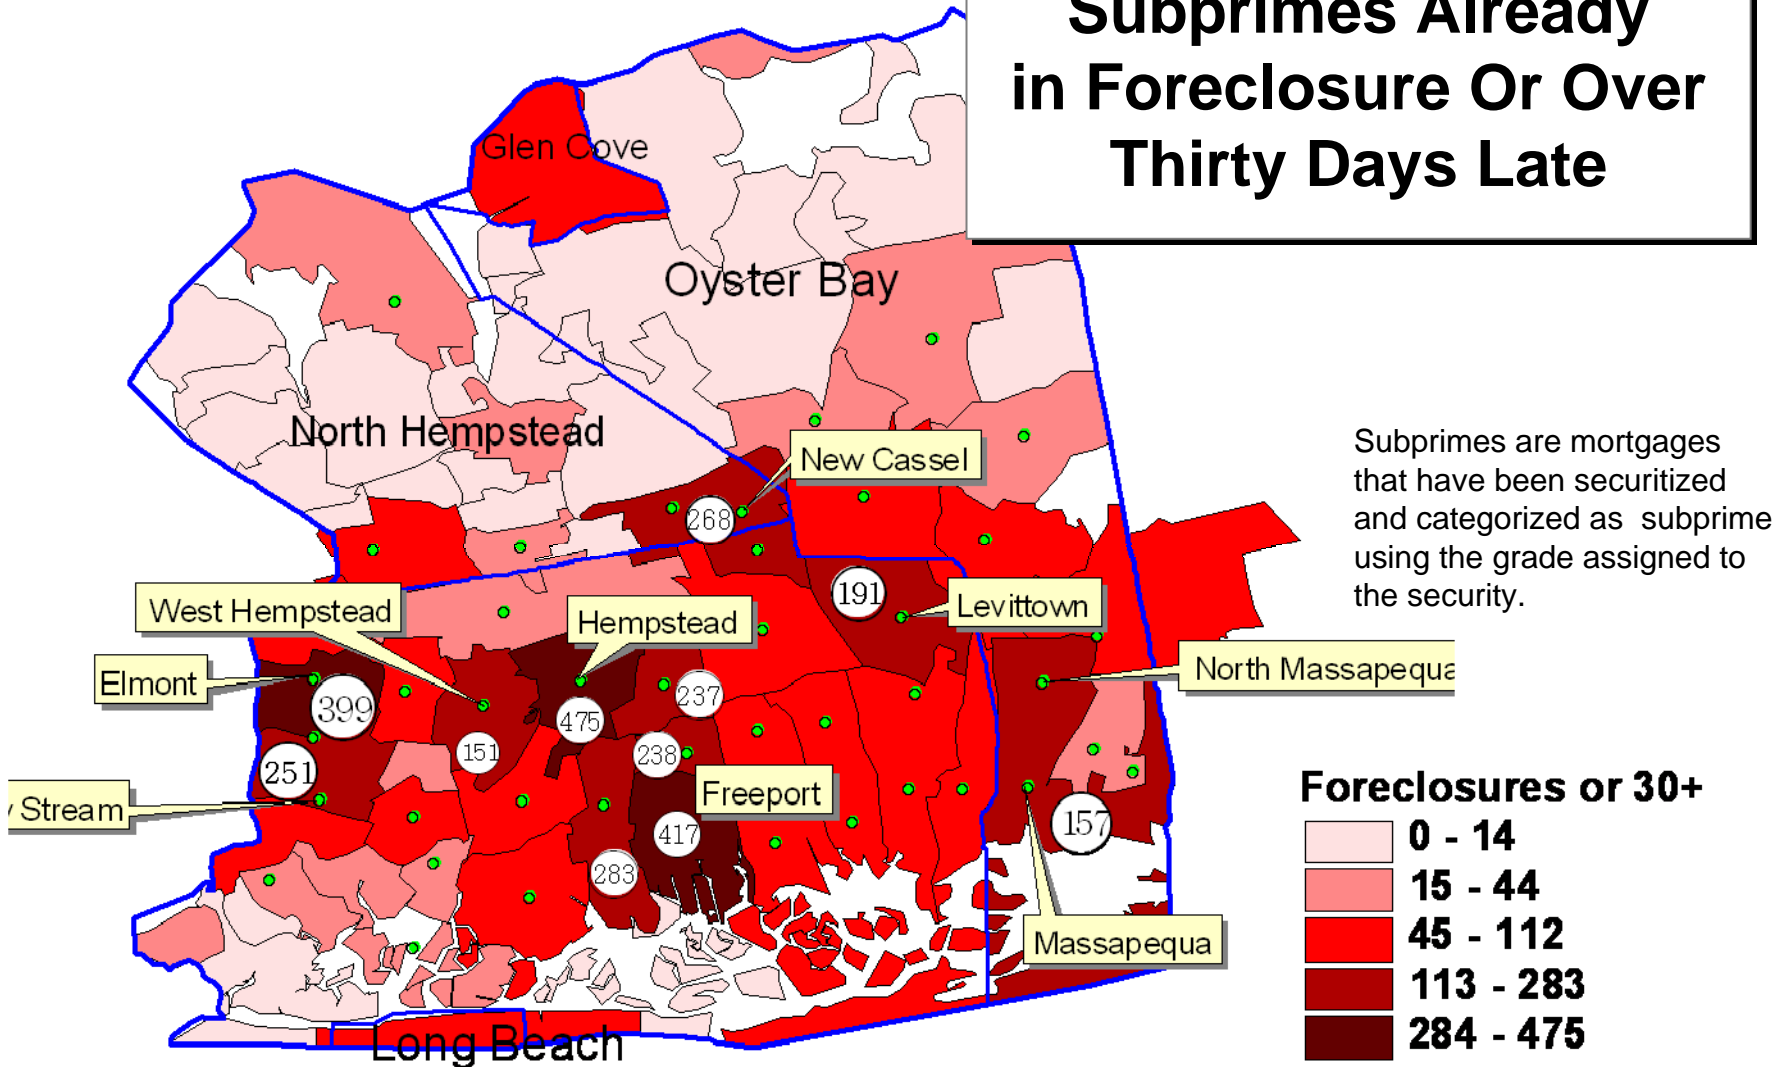 Subprimes Already
in Foreclosure Or Over
Thirty Days Late
Glen Cove
Oyster Bay
North Hempstead
New Cassel
268
Subprimes are mortgages
that have been securitized
and categorized as subprime
using the grade assigned to
the security.
West Hempstead
Hempstead
191
Levittown
Elmont
399
237
North Massapequa
475
151
238
251
Freeport
y Stream
417
157
283
Massapequa
Long Beach
Foreclosures or 30+
0 - 14
15 - 44
45 - 112
113 - 283
284 - 475